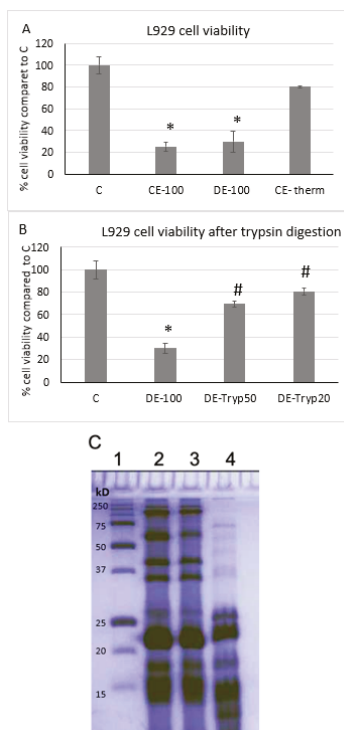 A
L929 cell viability
% cell viability comparet to C
120
100
80
60
40
20
0
* *
C CE-100 DE-100 CE- therm
B
L929 cell viability after trypsin digestion
% cell viability compared to C
120
100
80
60
40
20
0
* # #
C DE-100 DE-Tryp50 DE-Tryp20
C
1 2 3 4
kD
250
75
50
37
25
20
15